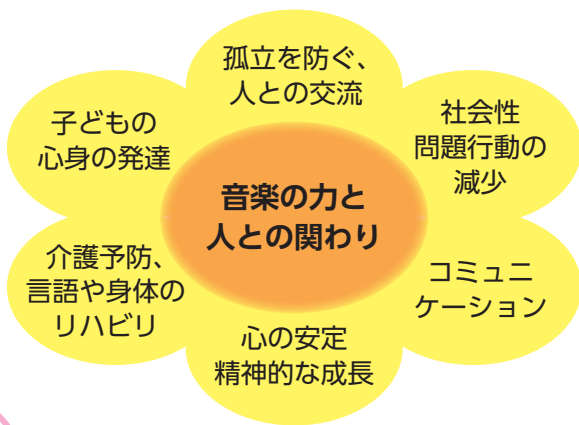 孤立を防ぐ、
人との交流
社会性
問題行動の
減少
コミュニ
ケーション
心の安定
精神的な成長
介護予防、
言語や身体の
リハビリ
子どもの
心身の発達
音楽の力と
人との関わり